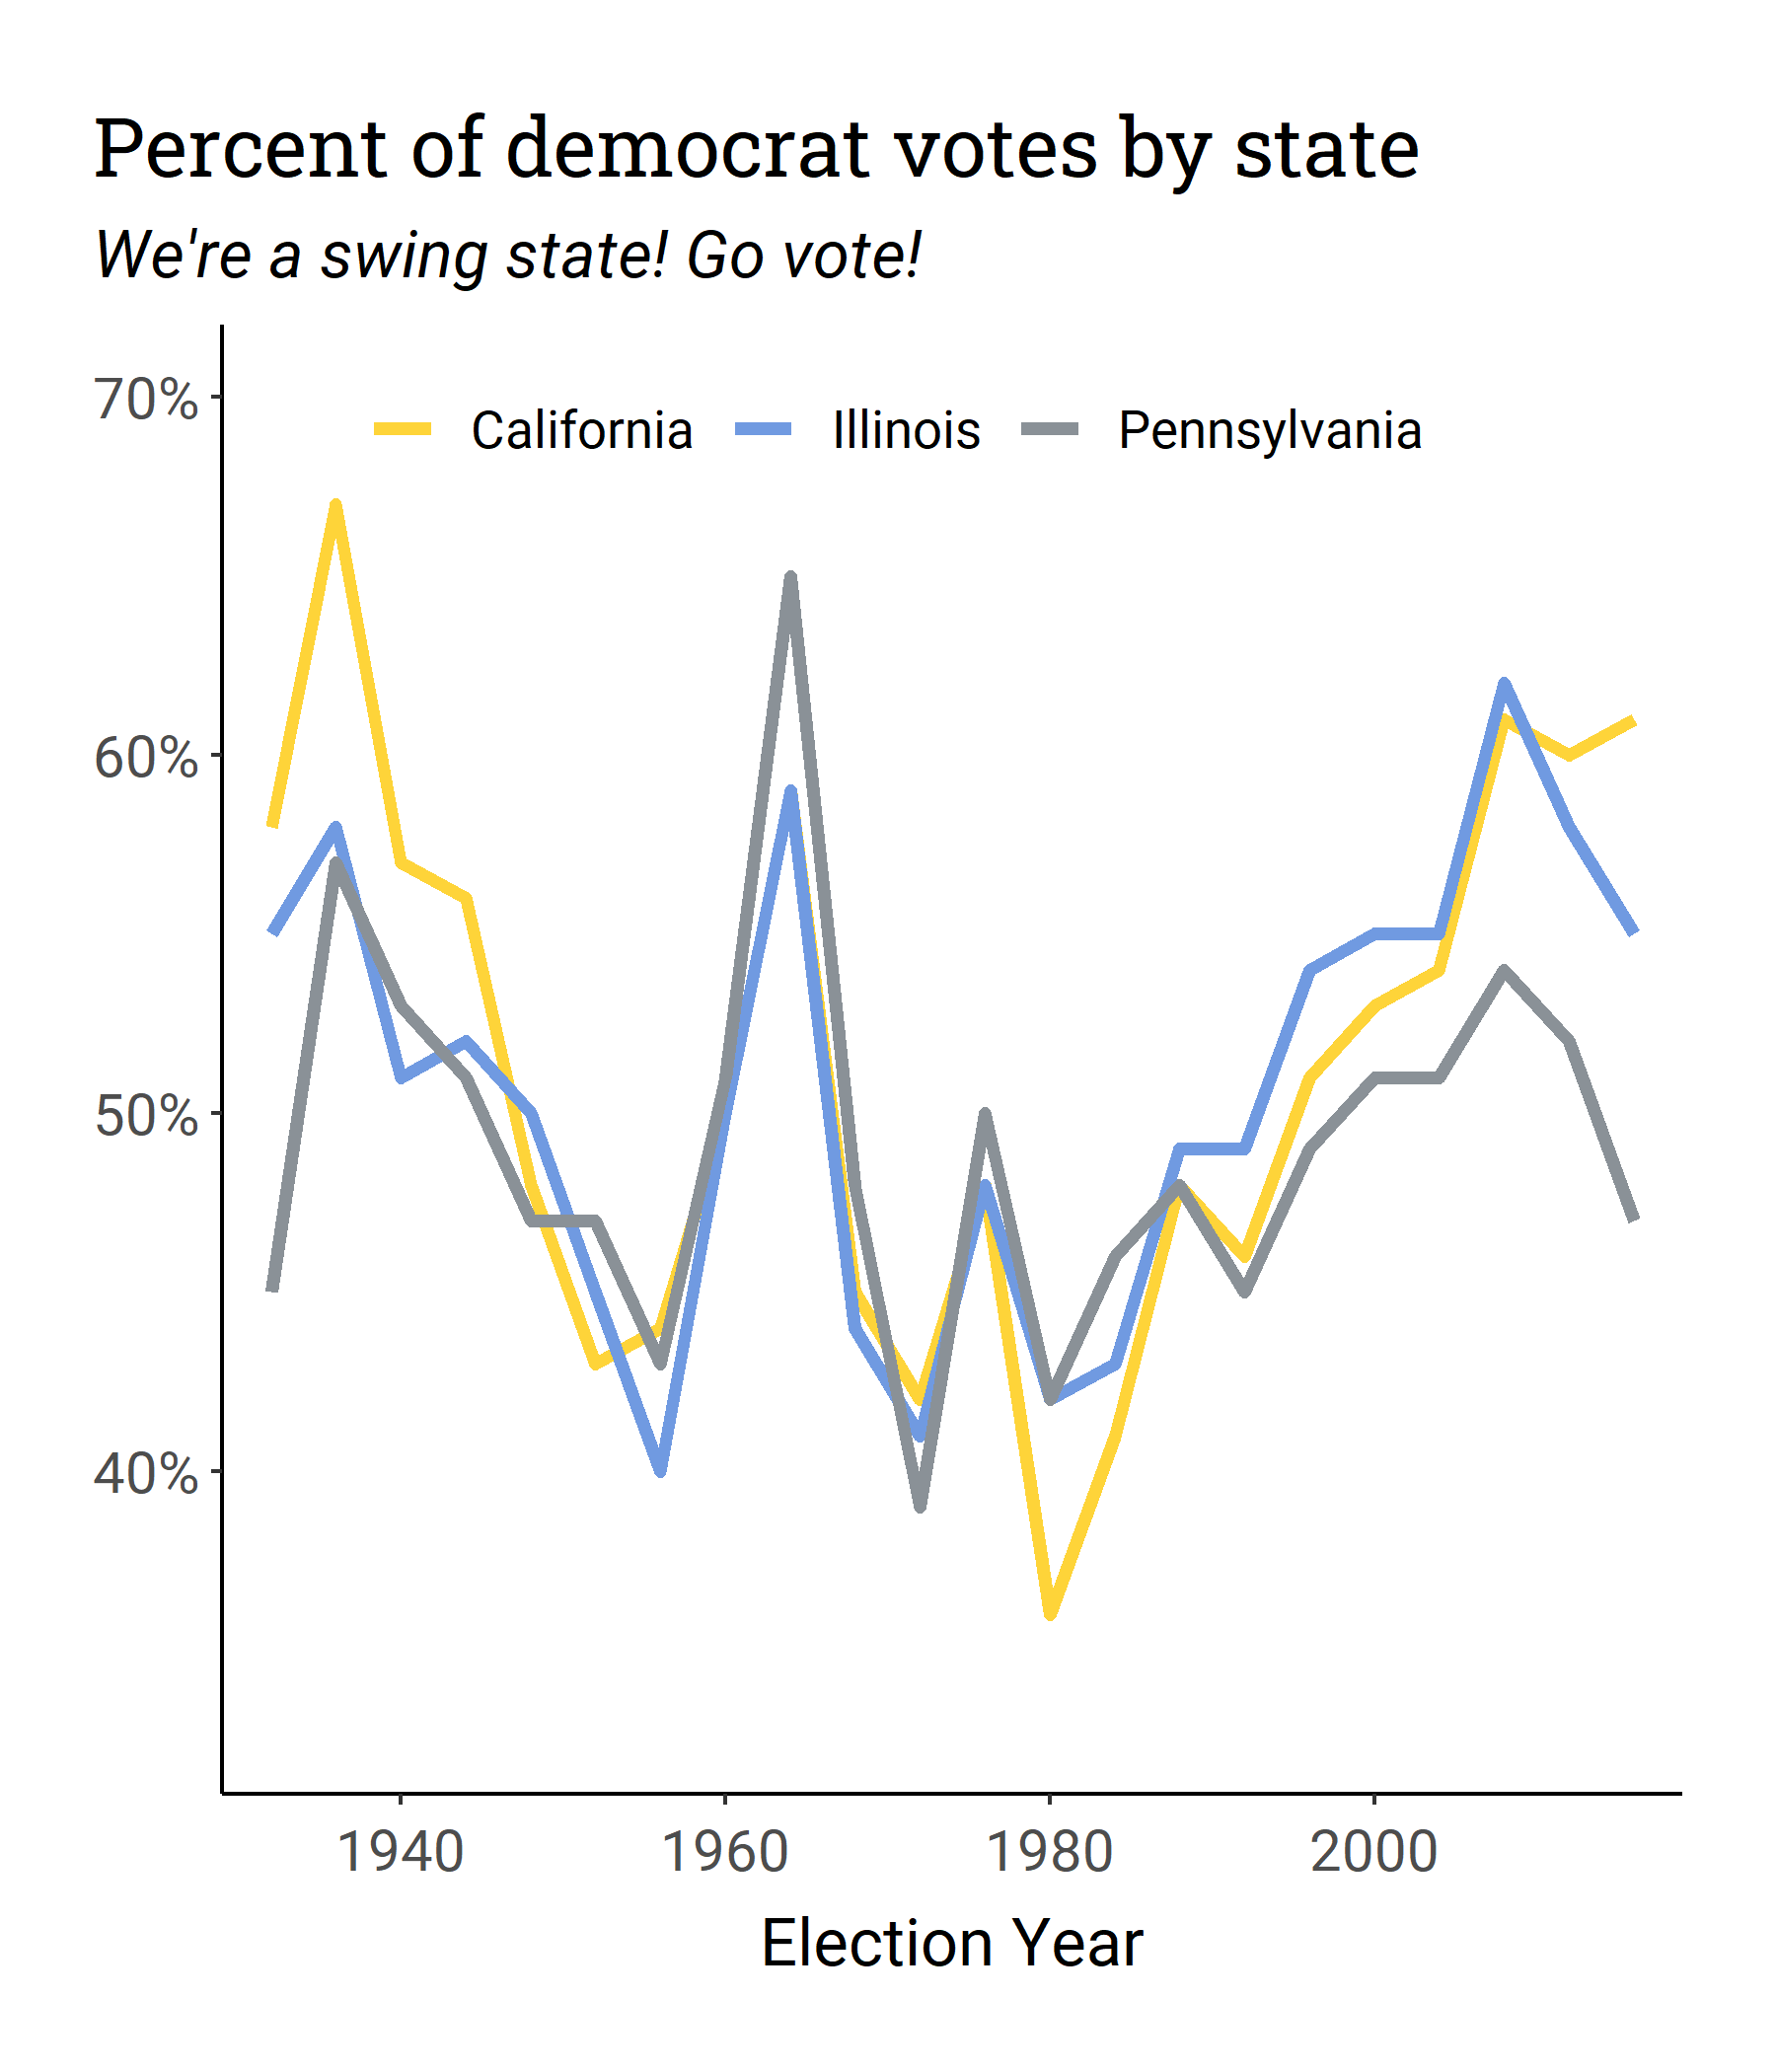 Percent of democrat votes by state
We're a swing state! Go vote!
70%
California Illinois Pennsylvania
60%
50%
40%
1940 1960 1980 2000
Election Year